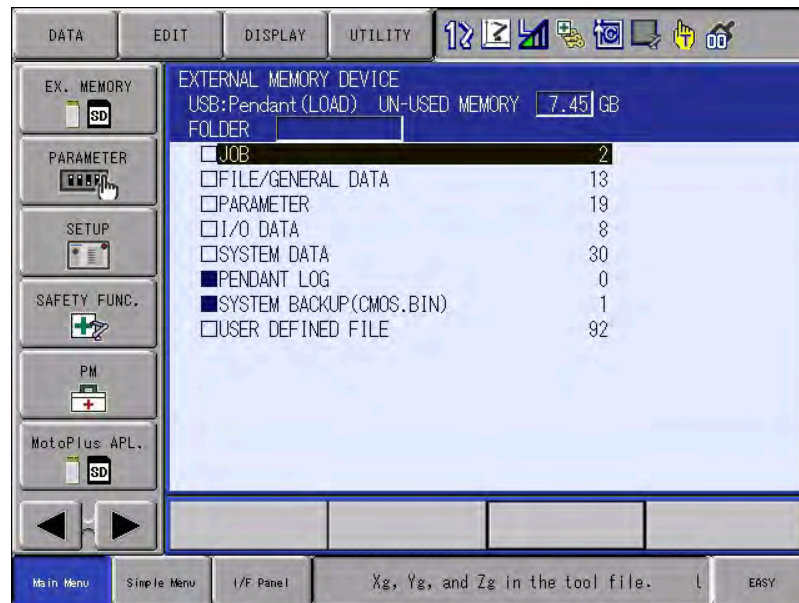 DATA
EDIT
DISPLAY
UTILITY
EX. MEMORY
SD
PARAMETER
SETUP
SAFETY FUNC.
PM
MotoPlus APL.
SD
EXTERNAL MEMORY DEVICE
USB:Pendant(LOAD) UN-USED MEMORY 7.45 GB
FOLDER
JOB 2
FILE/GENERAL DATA 13
PARAMETER 19
I/O DATA 8
SYSTEM DATA 30
PENDANT LOG 0
SYSTEM BACKUP(CMOS.BIN) 1
USER DEFINED FILE 92
Main Menu
Simple Menu
I/F Panel
Xg, Yg, and Zg in the tool file.
EASY